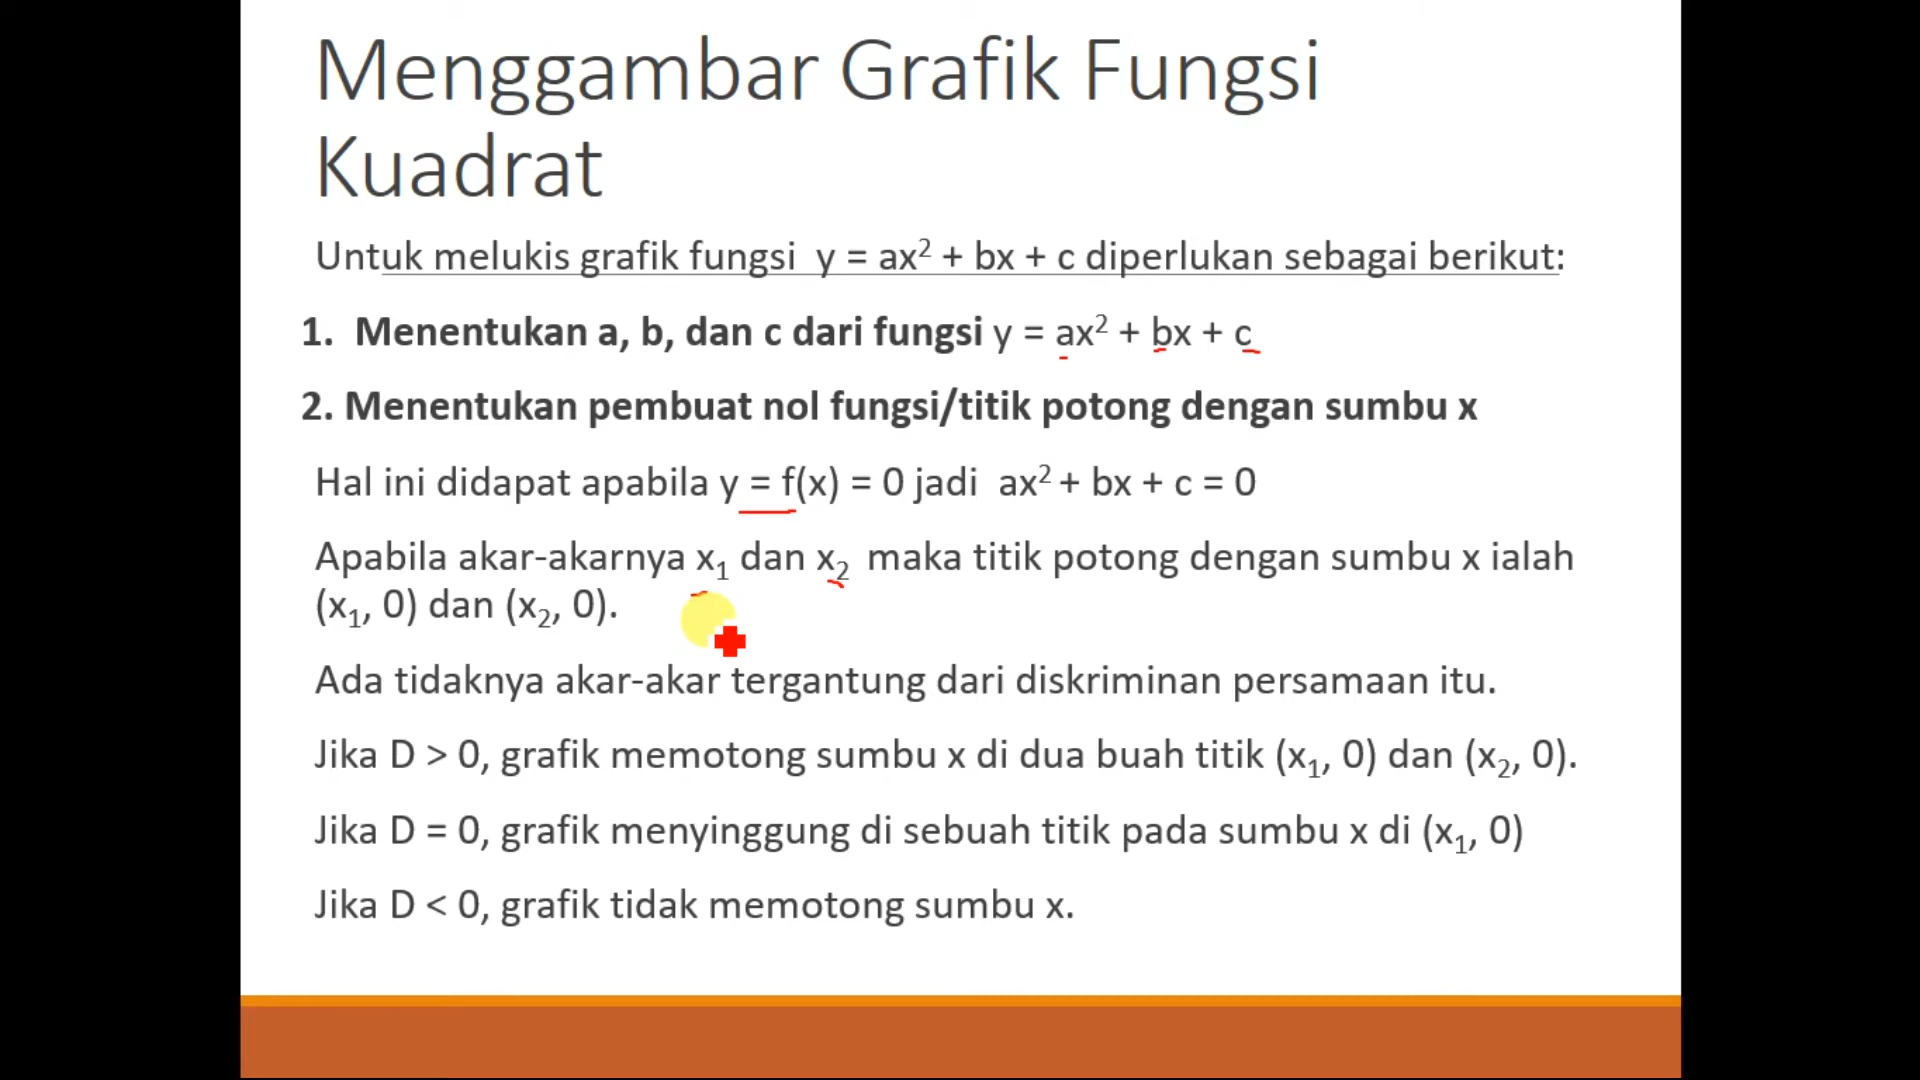 Menggambar Grafik Fungsi
Kuadrat
Untuk melukis grafik fungsi y = ax² + bx + c diperlukan sebagai berikut:
1. Menentukan a, b, dan c dari fungsi y = ax² + bx + c
2. Menentukan pembuat nol fungsi/titik potong dengan sumbu x
Hal ini didapat apabila y = f(x) = 0 jadi ax² + bx + c = 0
Apabila akar-akarnya x₁ dan x₂ maka titik potong dengan sumbu x ialah
(x₁, 0) dan (x₂, 0).
Ada tidaknya akar-akar tergantung dari diskriminan persamaan itu.
Jika D > 0, grafik memotong sumbu x di dua buah titik (x₁, 0) dan (x₂, 0).
Jika D = 0, grafik menyinggung di sebuah titik pada sumbu x di (x₁, 0)
Jika D < 0, grafik tidak memotong sumbu x.